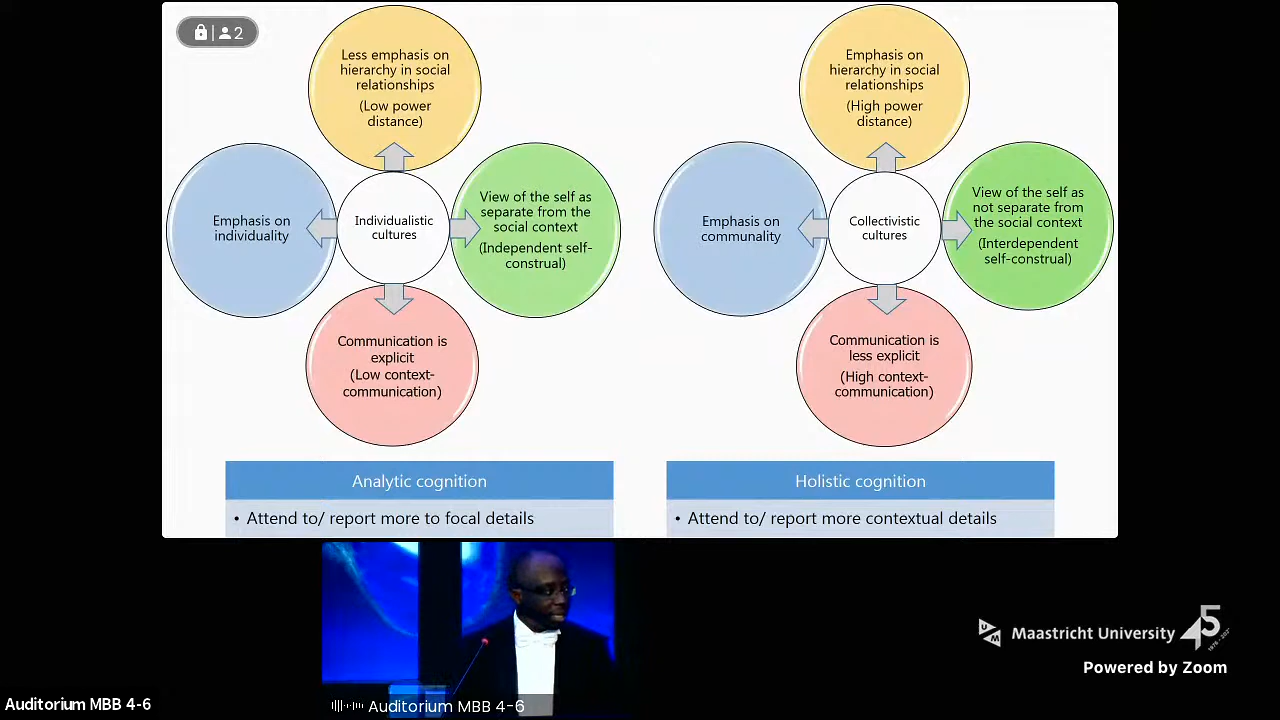 2
Less emphasis on
hierarchy in social
relationships
(Low power
distance)
Emphasis on
individuality
Individualistic
cultures
View of the self as
separate from the
social context
(Independent self-
construal)
Communication is
explicit
(Low context-
communication)
Emphasis on
hierarchy in social
relationships
(High power
distance)
Emphasis on
communality
Collectivistic
cultures
View of the self as
not separate from
the social context
(Interdependent
self-construal)
Communication is
less explicit
(High context-
communication)
Analytic cognition
• Attend to/ report more to focal details
Holistic cognition
• Attend to/ report more contextual details
Auditorium MBB 4-6
Auditorium MBB 4-6
UM
Maastricht University
45
Powered by Zoom